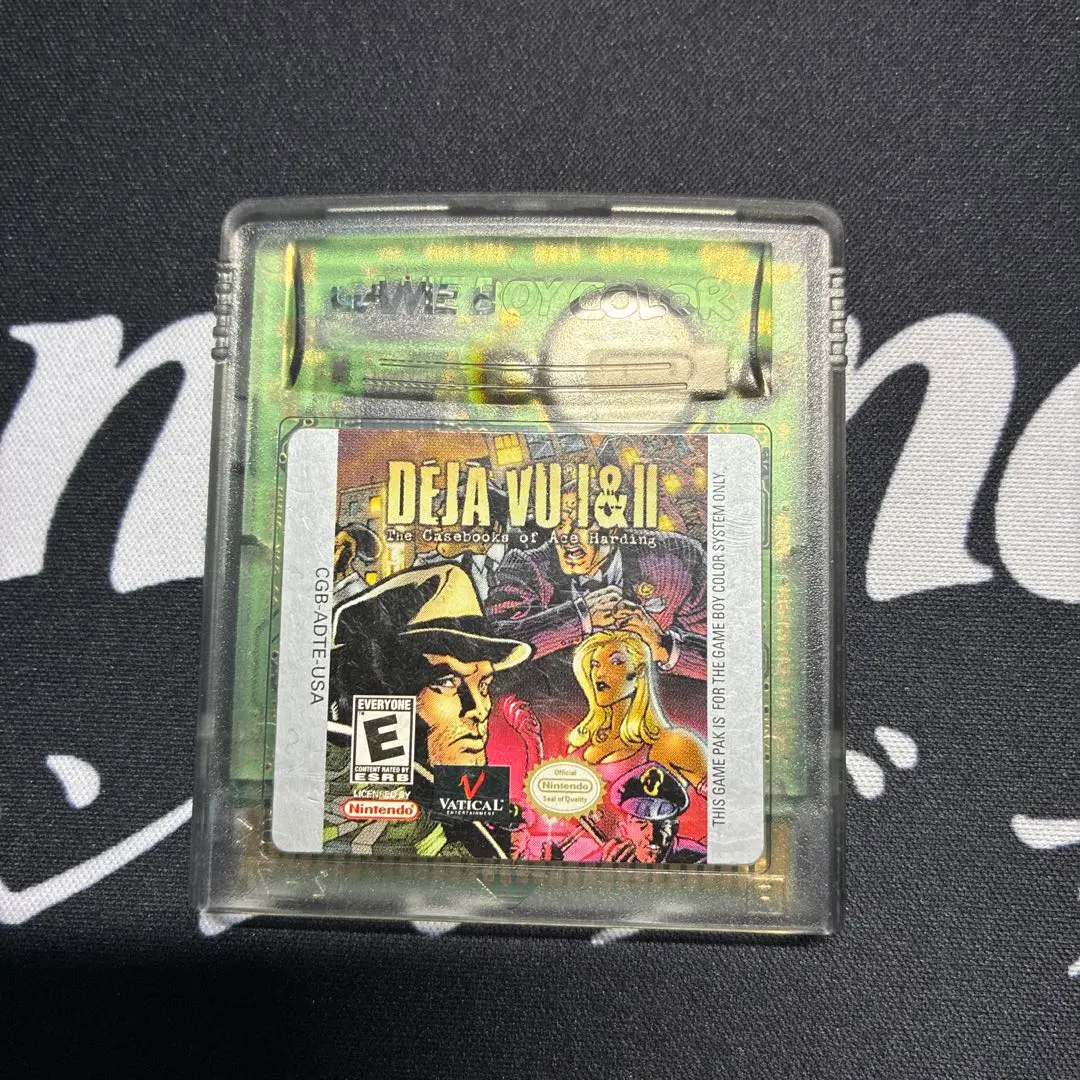 GAME BOY COLOR
DÉJÀ VU I & II
The Casebooks of Ace Harding
CGB-ADTE-USA
THIS GAME PAK IS FOR THE GAME BOY COLOR SYSTEM ONLY.
EVERYONE
E
CONTENT RATED BY
ESRB
LICENSED BY
Nintendo
V
VATICAL
ENTERTAINMENT
Official
Nintendo
Seal of Quality